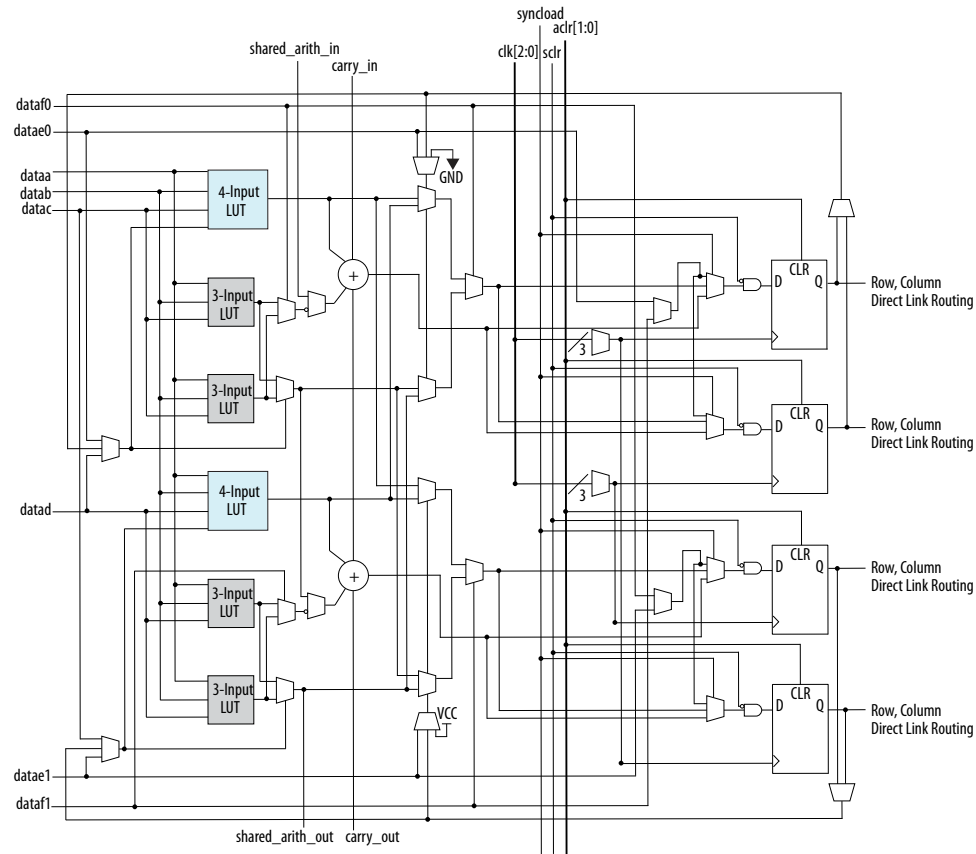 syncload
aclr[1:0]
shared_arith_in
clk[2:0]
sclr
carry_in
dataf0
datae0
dataa
datab
datac
GND
4-Input
LUT
+
3-Input
LUT
CLR
D
Q
Row, Column
Direct Link Routing
3
3-Input
LUT
CLR
D
Q
Row, Column
Direct Link Routing
4-Input
LUT
datad
3
+
3-Input
LUT
CLR
D
Q
Row, Column
Direct Link Routing
3-Input
LUT
VCC
CLR
D
Q
Row, Column
Direct Link Routing
datae1
dataf1
shared_arith_out
carry_out